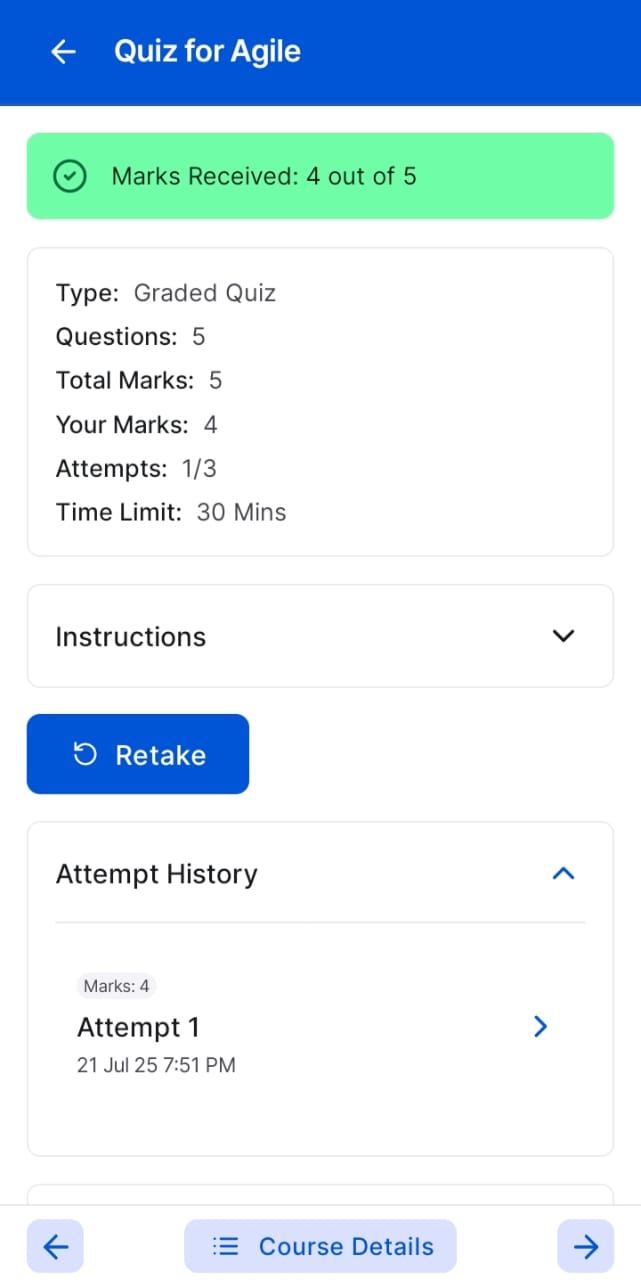 Quiz for Agile
Marks Received: 4 out of 5
Type: Graded Quiz
Questions: 5
Total Marks: 5
Your Marks: 4
Attempts: 1/3
Time Limit: 30 Mins
Instructions
Retake
Attempt History
Marks: 4
Attempt 1
21 Jul 25 7:51 PM
Course Details